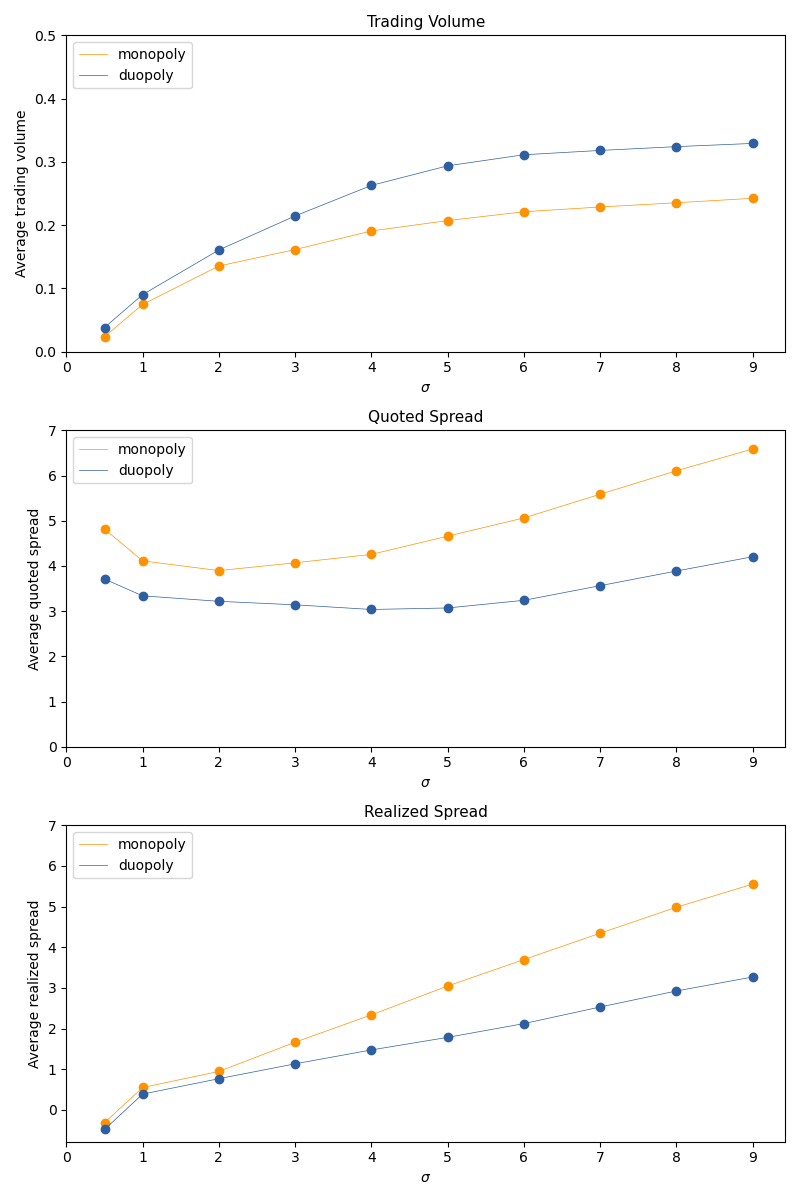 Trading Volume
monopoly
duopoly
Average trading volume
0.5
0.4
0.3
0.2
0.1
0.0
0 1 2 3 4 5 6 7 8 9
σ
Quoted Spread
monopoly
duopoly
Average quoted spread
7
6
5
4
3
2
1
0
0 1 2 3 4 5 6 7 8 9
σ
Realized Spread
monopoly
duopoly
Average realized spread
7
6
5
4
3
2
1
0
0 1 2 3 4 5 6 7 8 9
σ